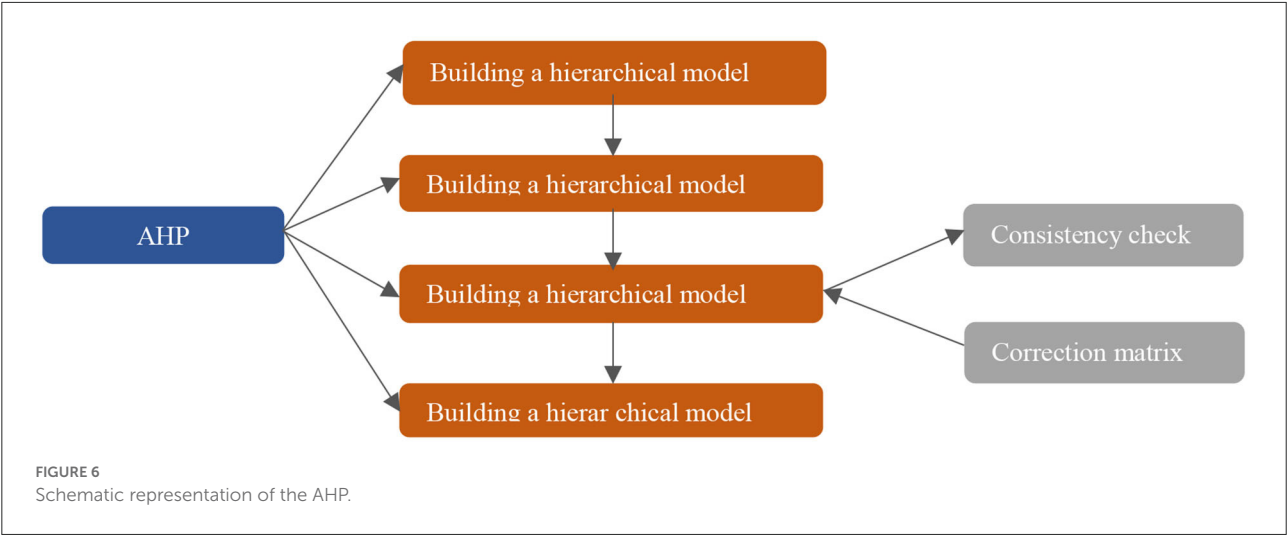 Building a hierarchical model
Building a hierarchical model
AHP
Consistency check
Building a hierarchical model
Correction matrix
Building a hierar chical model
FIGURE 6
Schematic representation of the AHP.